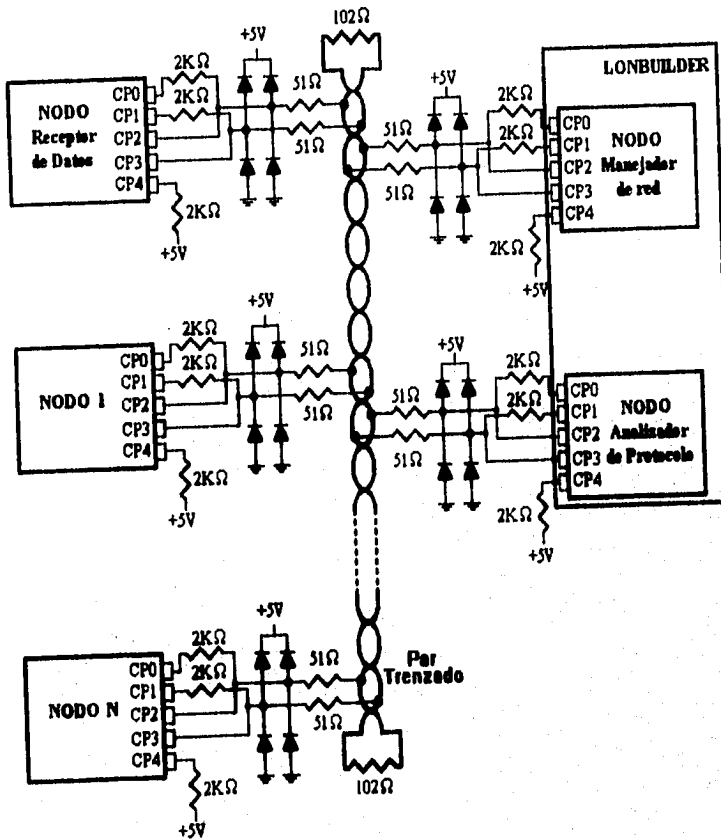 102Ω
+5V
2KΩ
2KΩ
51Ω
51Ω
NODO
Receptor
de Datos
CP0
CP1
CP2
CP3
CP4
2KΩ
+5V
+5V
51Ω
51Ω
2KΩ
2KΩ
LONBUILDER
CP0
CP1
CP2
CP3
CP4
NODO
Manejador
de red
2KΩ
+5V
+5V
2KΩ
2KΩ
51Ω
51Ω
NODO 1
CP0
CP1
CP2
CP3
CP4
2KΩ
+5V
+5V
51Ω
51Ω
2KΩ
2KΩ
CP0
CP1
CP2
CP3
CP4
NODO
Analizador
de Protocolo
2KΩ
+5V
+5V
2KΩ
2KΩ
51Ω
51Ω
NODO N
CP0
CP1
CP2
CP3
CP4
2KΩ
+5V
Par
Trenzado
102Ω